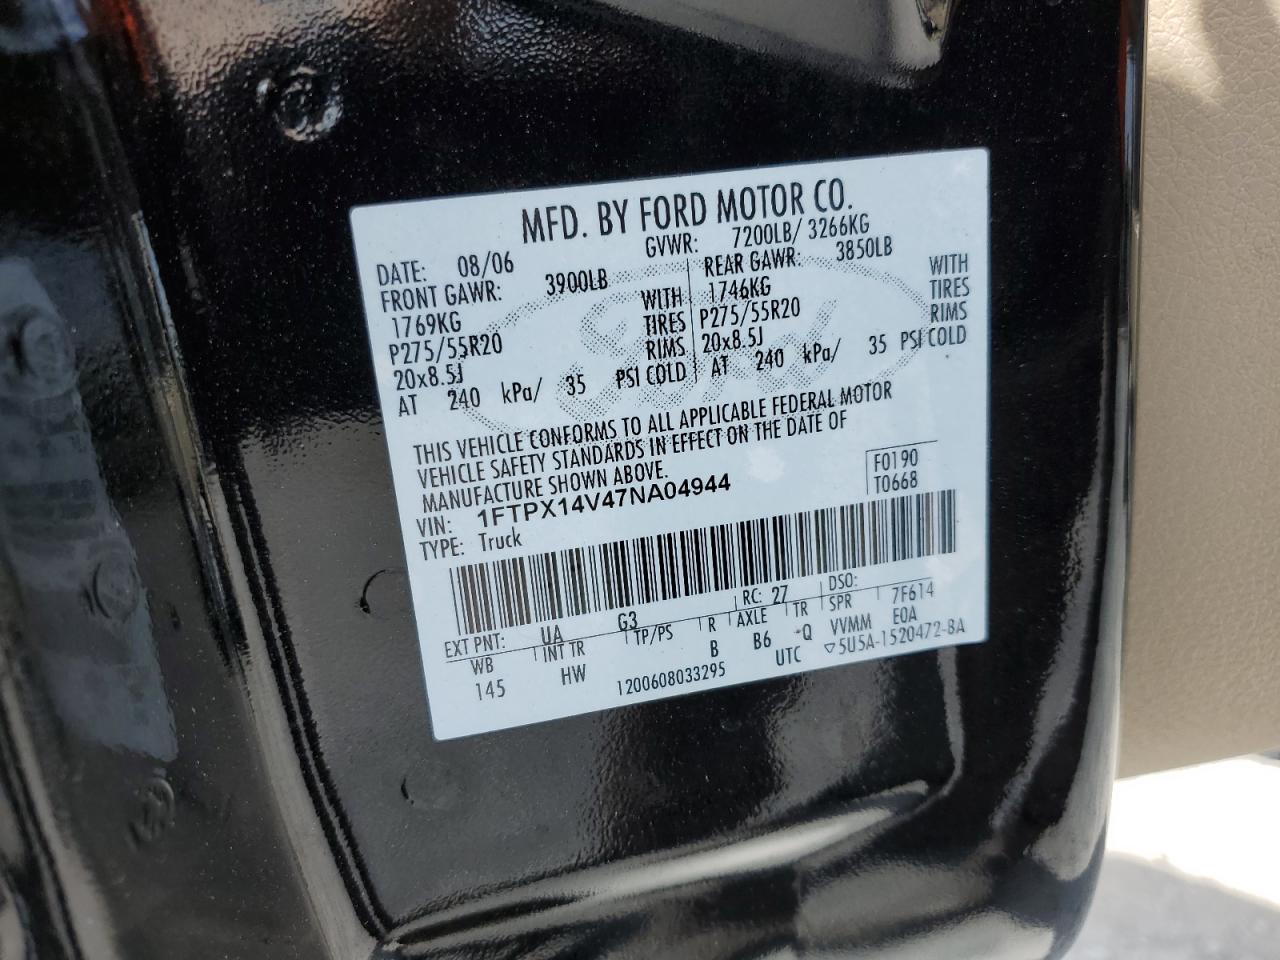 MFD. BY FORD MOTOR CO.
DATE: 08/06 GVWR: 7200LB/ 3266KG
FRONT GAWR: 3900LB REAR GAWR: 3850LB
1769KG WITH 1746KG WITH
P275/55R20 TIRES P275/55R20 TIRES
20x8.5J RIMS 20x8.5J RIMS
AT 240 kPa/ 35 PSI COLD AT 240 kPa/ 35 PSI COLD
THIS VEHICLE CONFORMS TO ALL APPLICABLE FEDERAL MOTOR
VEHICLE SAFETY STANDARDS IN EFFECT ON THE DATE OF
MANUFACTURE SHOWN ABOVE.
VIN: 1FTPX14V47NA04944 F0190
TYPE: Truck T0668
EXT PNT: UA G3 RC: 27 DSO:
WB INT TR TP/PS R AXLE TR SPR 7F614
145 HW B B6 -Q VVMM E0A
1200608033295 UTC ▽5U5A-1520472-BA